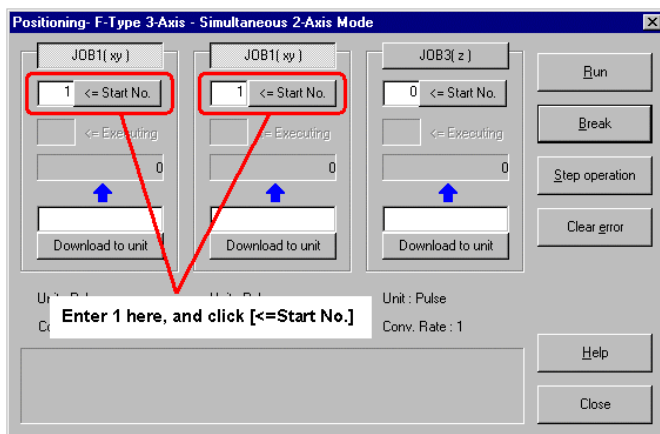 Positioning- F-Type 3-Axis - Simultaneous 2-Axis Mode
JOB1( xy ) JOB1( xy ) JOB3( z )
1 <= Start No. 1 <= Start No. 0 <= Start No.
<= Executing <= Executing <= Executing
0 0 0
Download to unit Download to unit Download to unit
Run
Break
Step operation
Clear error
Unit : Pulse
Enter 1 here, and click [<=Start No.]
Conv. Rate : 1
Help
Close